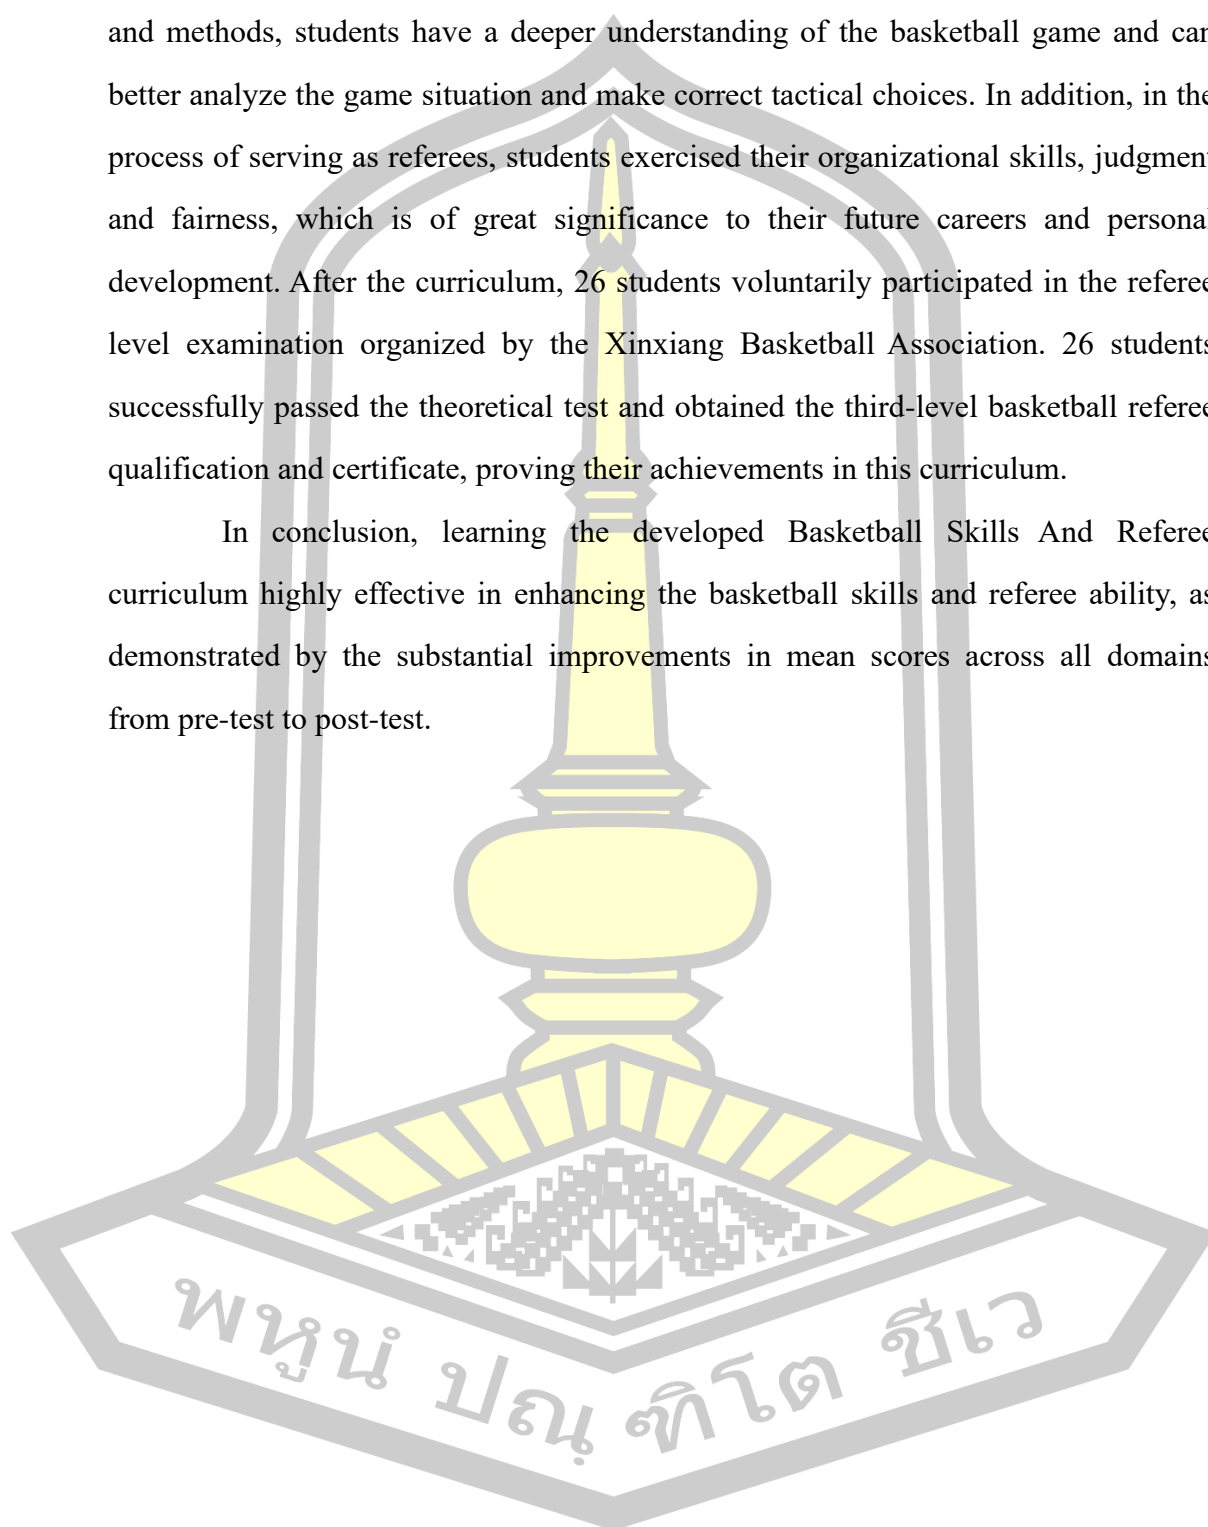 and methods, students have a deeper understanding of the basketball game and can
better analyze the game situation and make correct tactical choices. In addition, in the
process of serving as referees, students exercised their organizational skills, judgment
and fairness, which is of great significance to their future careers and personal
development. After the curriculum, 26 students voluntarily participated in the referee
level examination organized by the Xinxiang Basketball Association. 26 students
successfully passed the theoretical test and obtained the third-level basketball referee
qualification and certificate, proving their achievements in this curriculum.
In conclusion, learning the developed Basketball Skills And Referee
curriculum highly effective in enhancing the basketball skills and referee ability, as
demonstrated by the substantial improvements in mean scores across all domains
from pre-test to post-test.
พหูนํ ปณฺฑิโต ชีเว